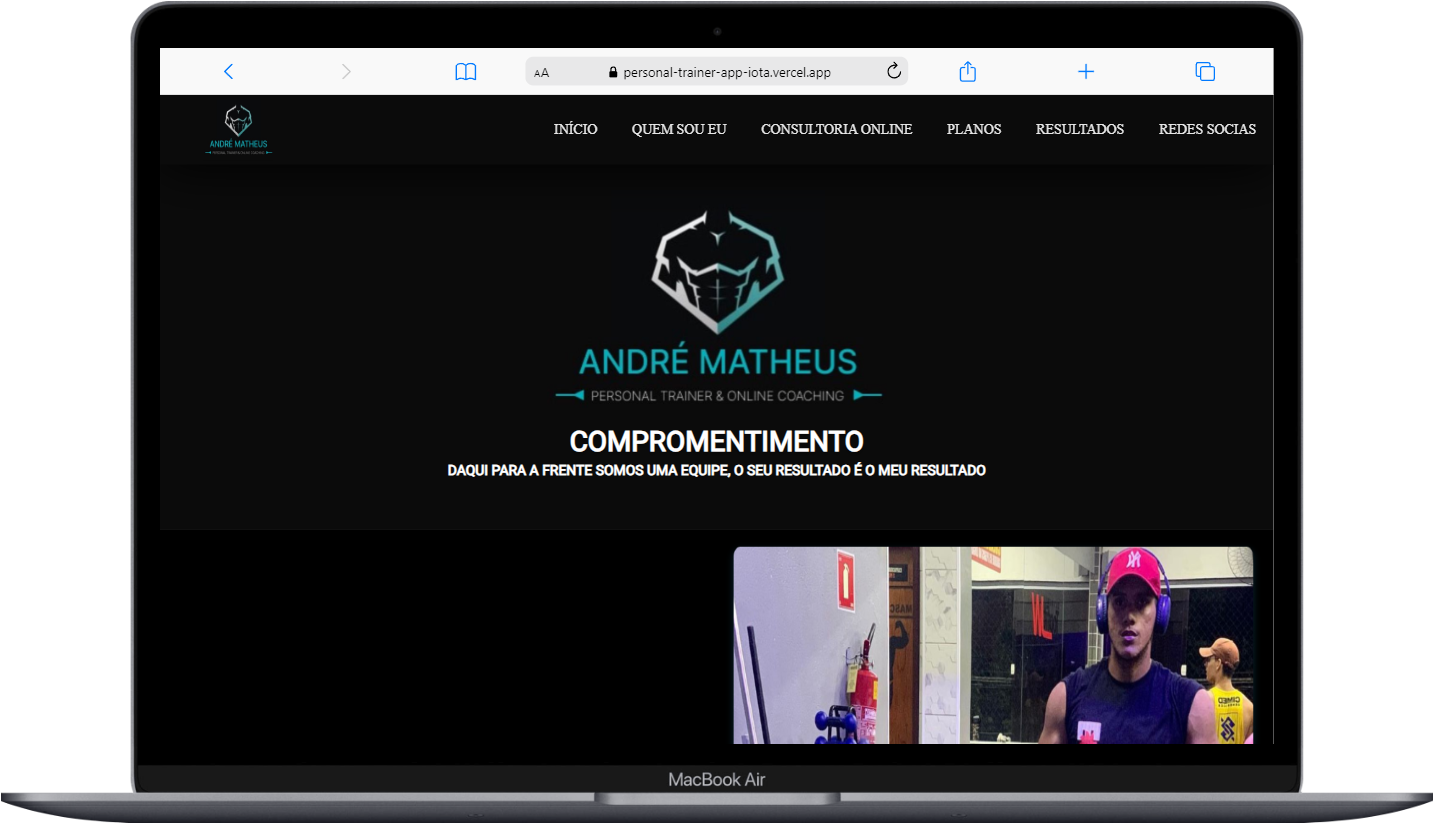 AA personal-trainer-app-iota.vercel.app
ANDRÉ MATHEUS
INÍCIO QUEM SOU EU CONSULTORIA ONLINE PLANOS RESULTADOS REDES SOCIAS
ANDRÉ MATHEUS
PERSONAL TRAINER & ONLINE COACHING
COMPROMENTIMENTO
DAQUI PARA A FRENTE SOMOS UMA EQUIPE, O SEU RESULTADO É O MEU RESULTADO
MacBook Air